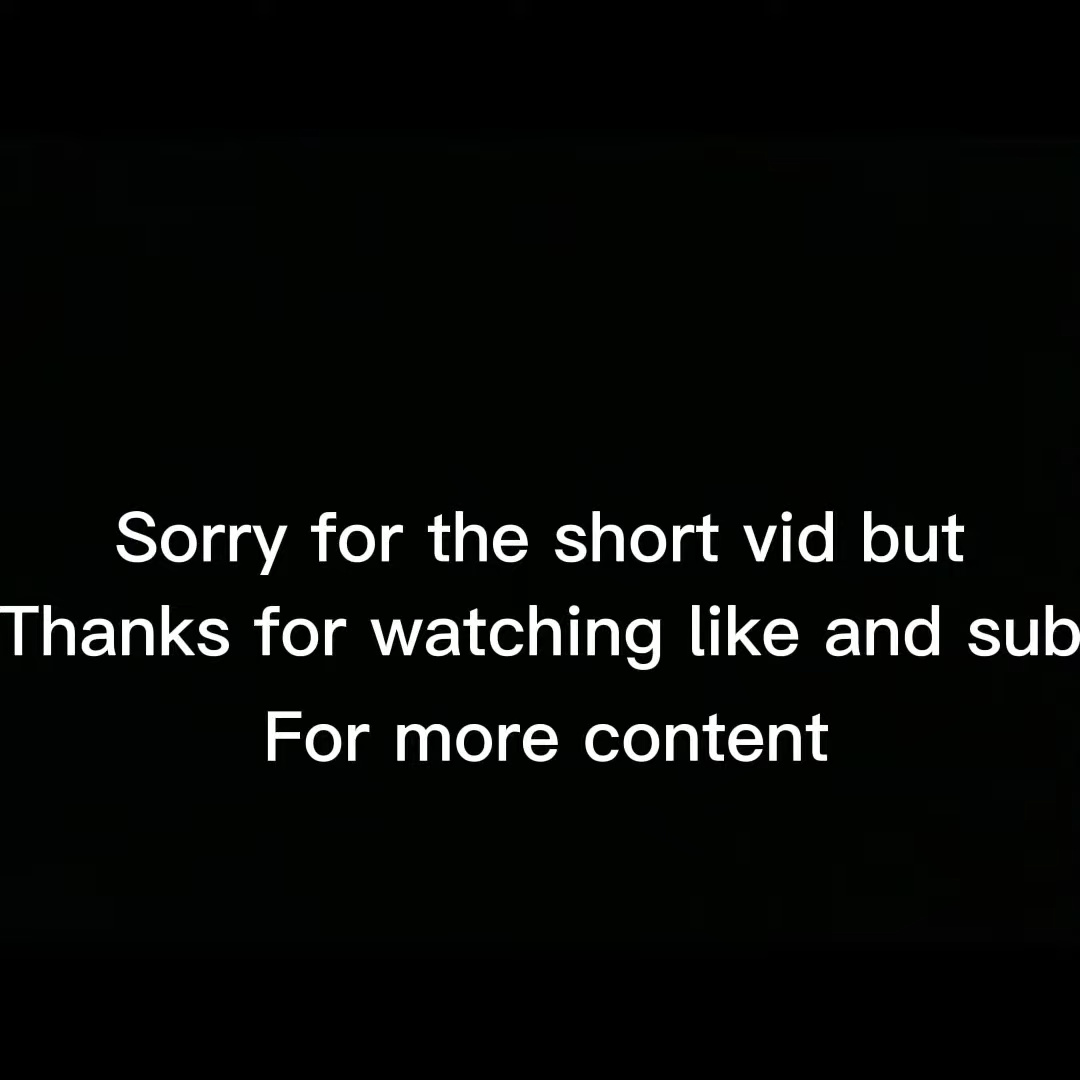 Sorry for the short vid but
Thanks for watching like and sub
For more content